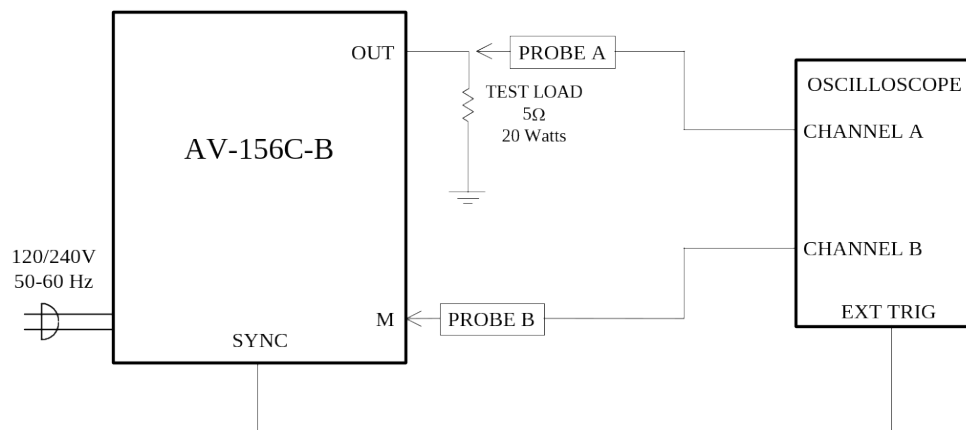 OUT
PROBE A
OSCILLOSCOPE
TEST LOAD
5Ω
20 Watts
CHANNEL A
AV-156C-B
120/240V
50-60 Hz
CHANNEL B
M
PROBE B
EXT TRIG
SYNC